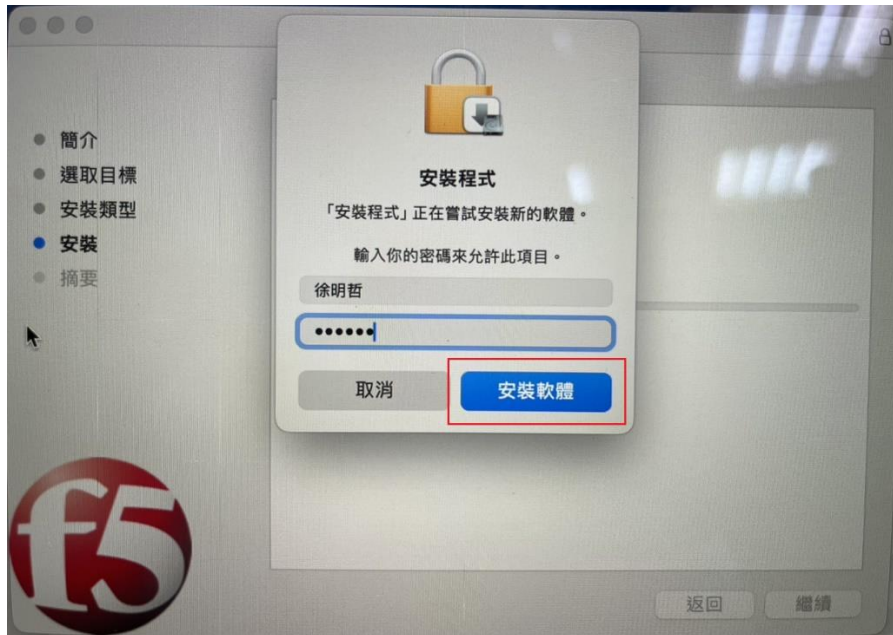 簡介
選取目標
安裝類型
安裝
摘要
安裝程式
「安裝程式」正在嘗試安裝新的軟體。
輸入你的密碼來允許此項目。
徐明哲
••••••
取消
安裝軟體
f5
返回
繼續